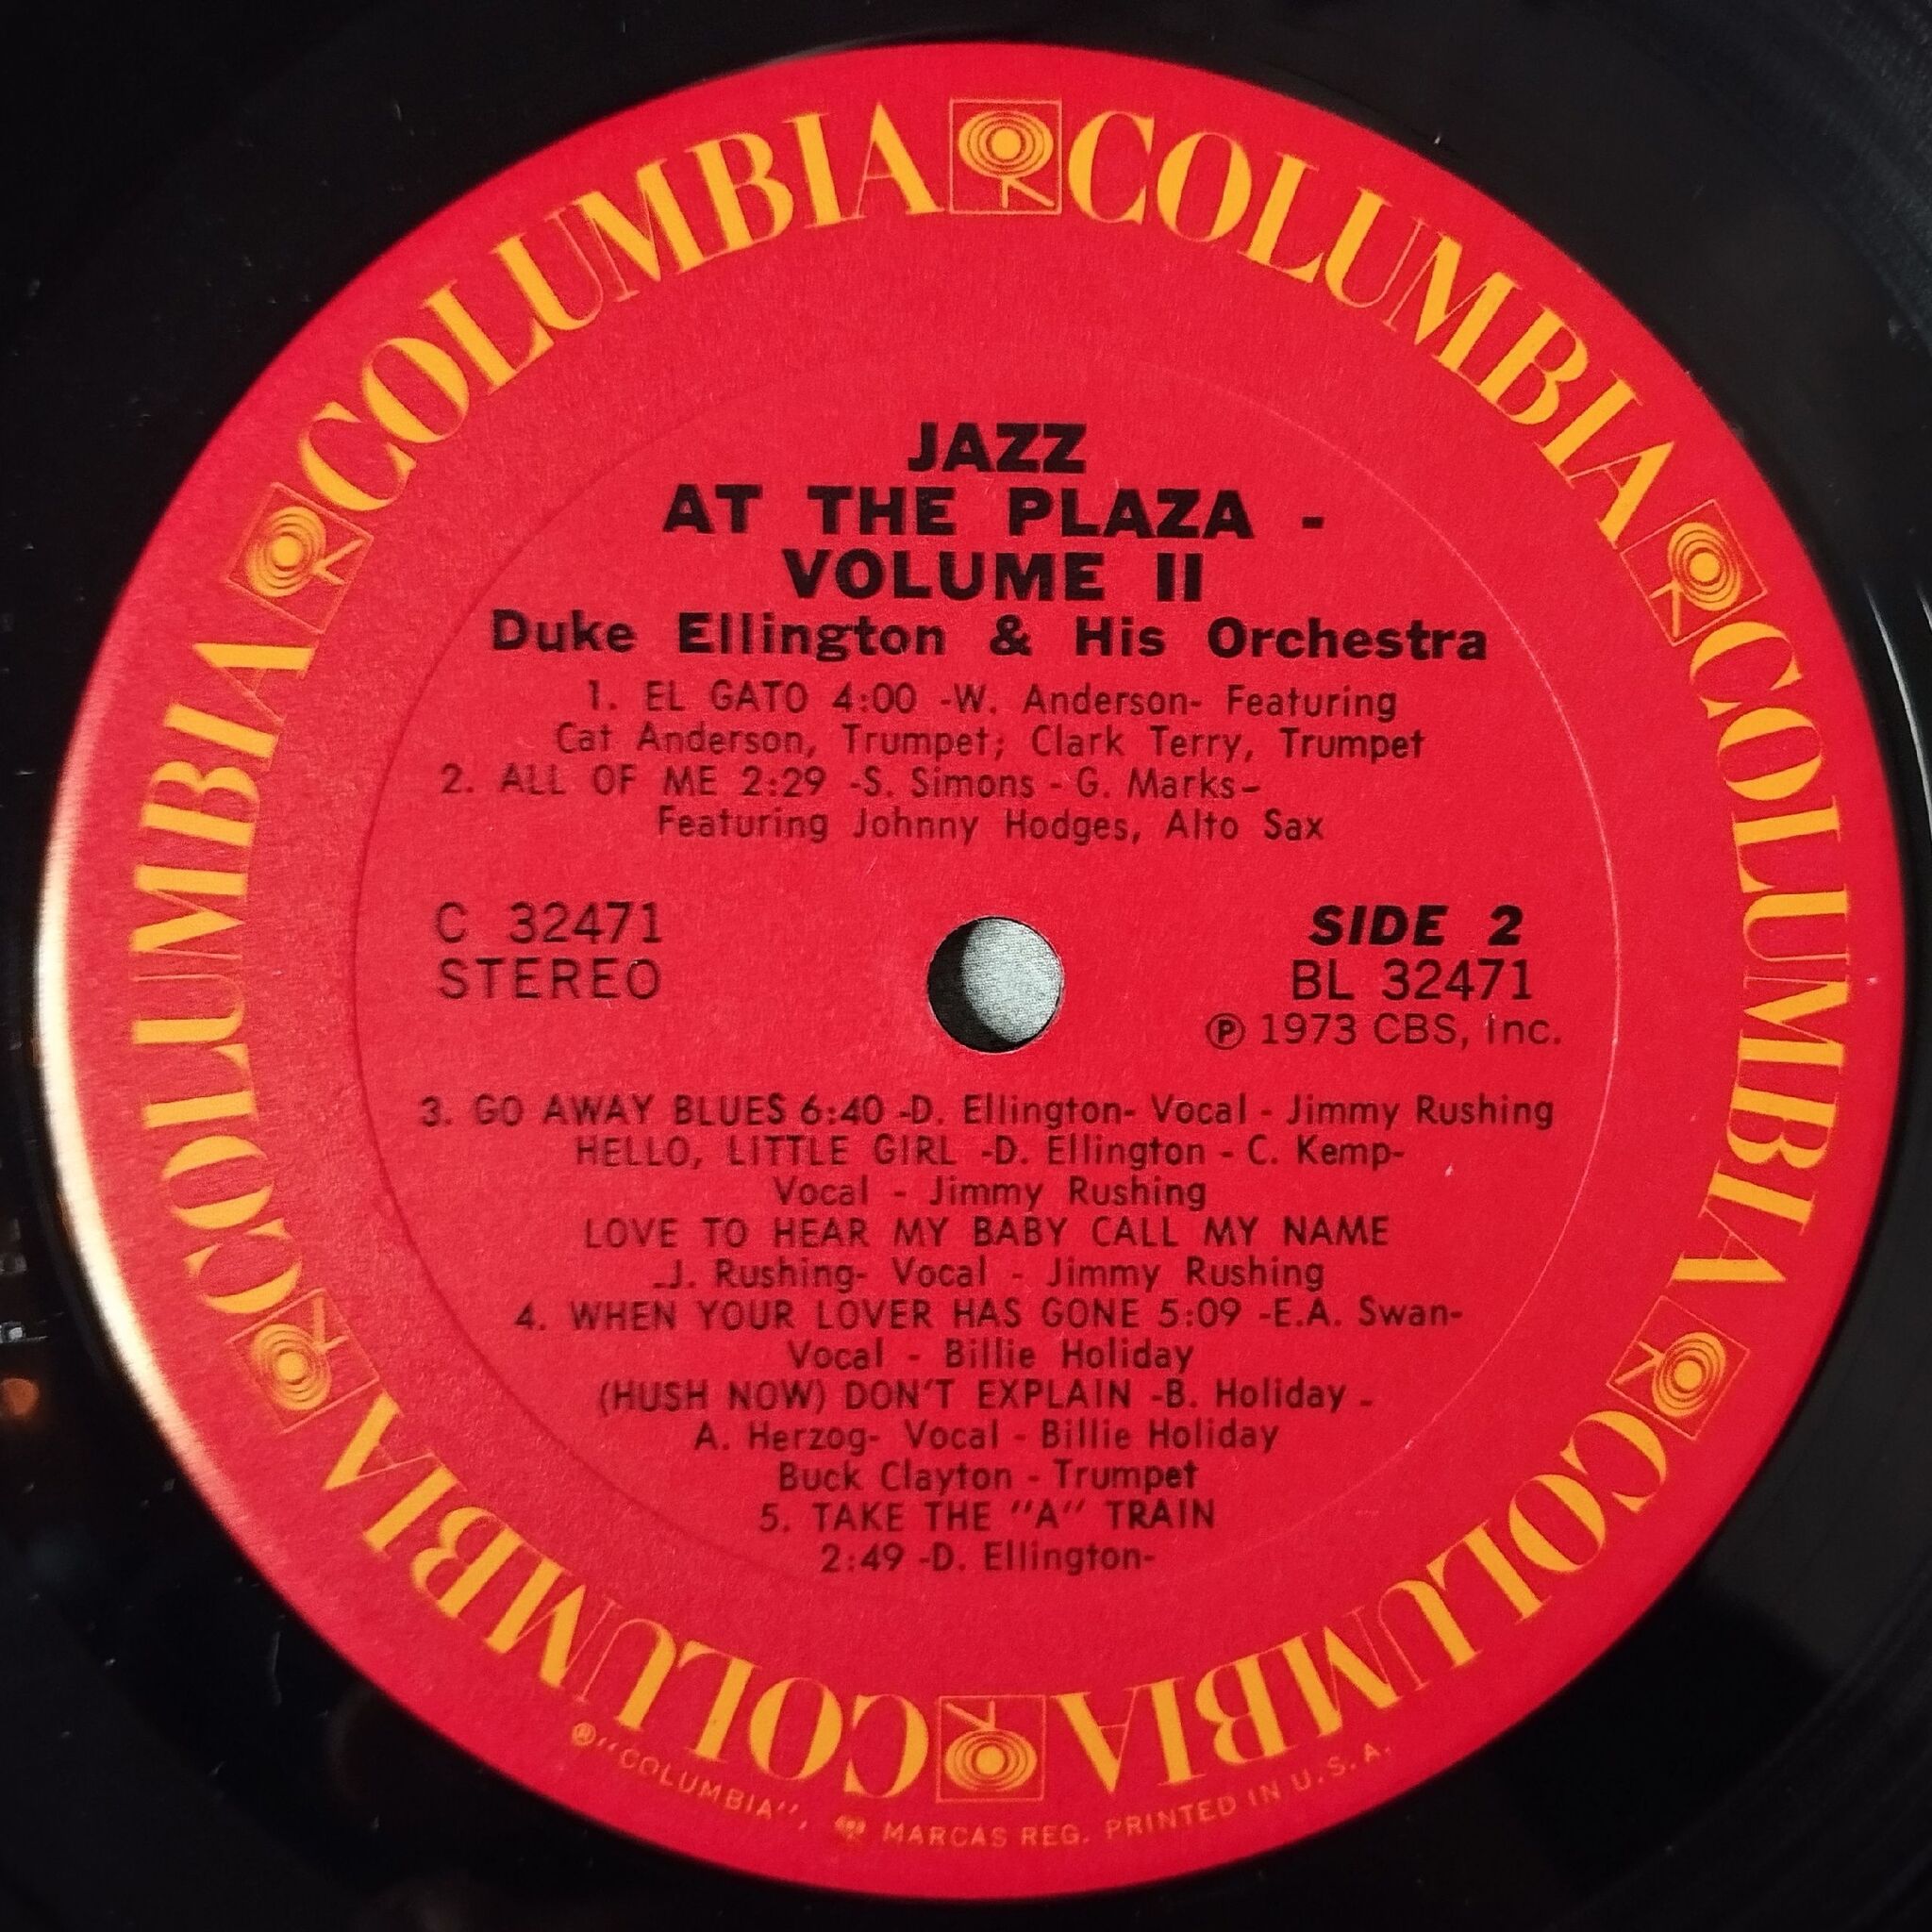 COLUMBIA COLUMBIA COLUMBIA COLUMBIA COLUMBIA COLUMBIA
JAZZ
AT THE PLAZA -
VOLUME II
Duke Ellington & His Orchestra
1. EL GATO 4:00 -W. Anderson- Featuring
Cat Anderson, Trumpet; Clark Terry, Trumpet
2. ALL OF ME 2:29 -S. Simons - G. Marks-
Featuring Johnny Hodges, Alto Sax
C 32471
STEREO
SIDE 2
BL 32471
℗ 1973 CBS, Inc.
3. GO AWAY BLUES 6:40 -D. Ellington- Vocal - Jimmy Rushing
HELLO, LITTLE GIRL -D. Ellington - C. Kemp-
Vocal - Jimmy Rushing
LOVE TO HEAR MY BABY CALL MY NAME
-J. Rushing- Vocal - Jimmy Rushing
4. WHEN YOUR LOVER HAS GONE 5:09 -E.A. Swan-
Vocal - Billie Holiday
(HUSH NOW) DON'T EXPLAIN -B. Holiday -
A. Herzog- Vocal - Billie Holiday
Buck Clayton - Trumpet
5. TAKE THE "A" TRAIN
2:49 -D. Ellington-
® "COLUMBIA", MARCAS REG. PRINTED IN U.S.A.